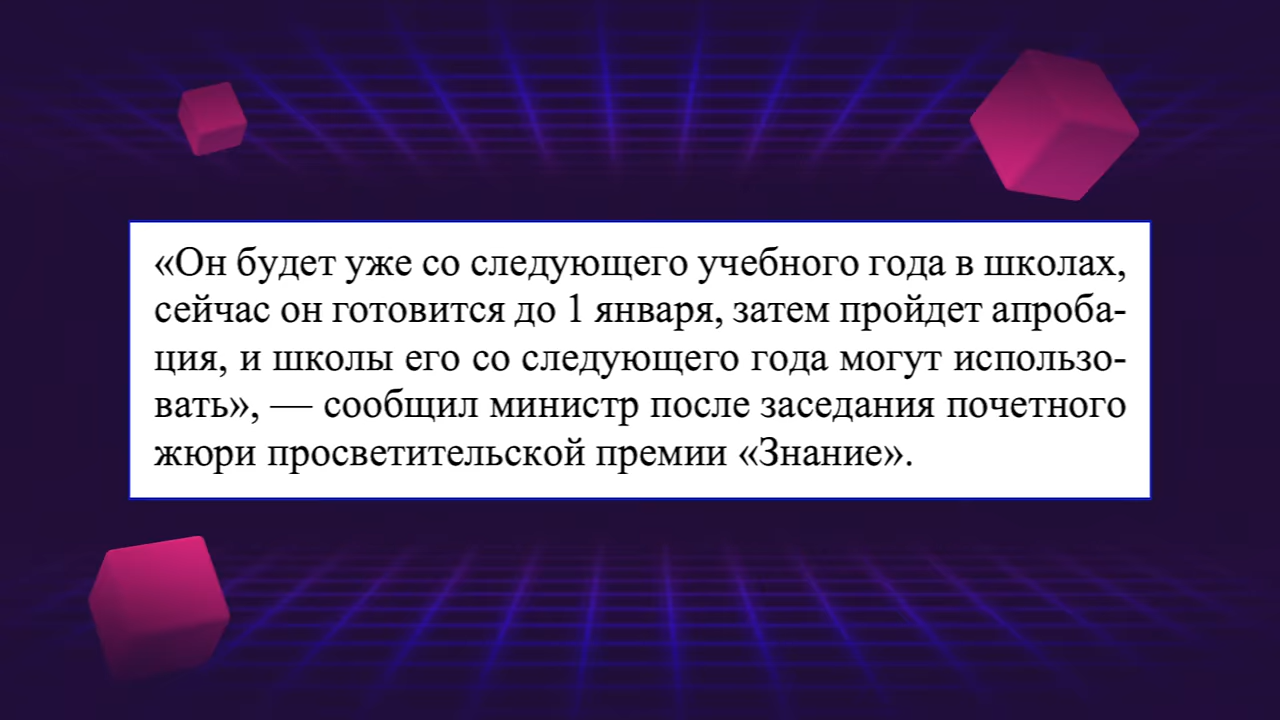 «Он будет уже со следующего учебного года в школах,
сейчас он готовится до 1 января, затем пройдет апроба-
ция, и школы его со следующего года могут использо-
вать», — сообщил министр после заседания почетного
жюри просветительской премии «Знание».